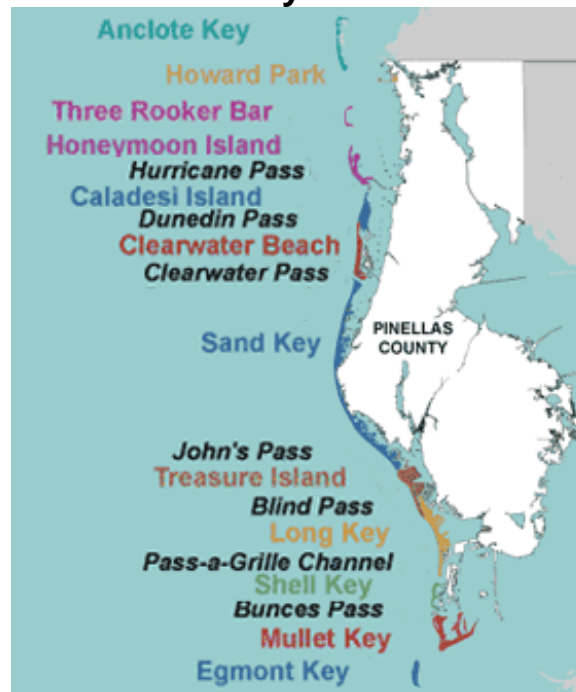 Anclote Key
Howard Park
Three Rooker Bar
Honeymoon Island
Hurricane Pass
Caladesi Island
Dunedin Pass
Clearwater Beach
Clearwater Pass
PINELLAS
COUNTY
Sand Key
John's Pass
Treasure Island
Blind Pass
Long Key
Pass-a-Grille Channel
Shell Key
Bunces Pass
Mullet Key
Egmont Key